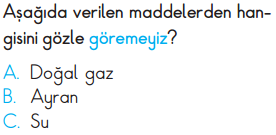 Aşağıda verilen maddelerden han-
gisini gözle göremeyiz?
A. Doğal gaz
B. Ayran
C. Su